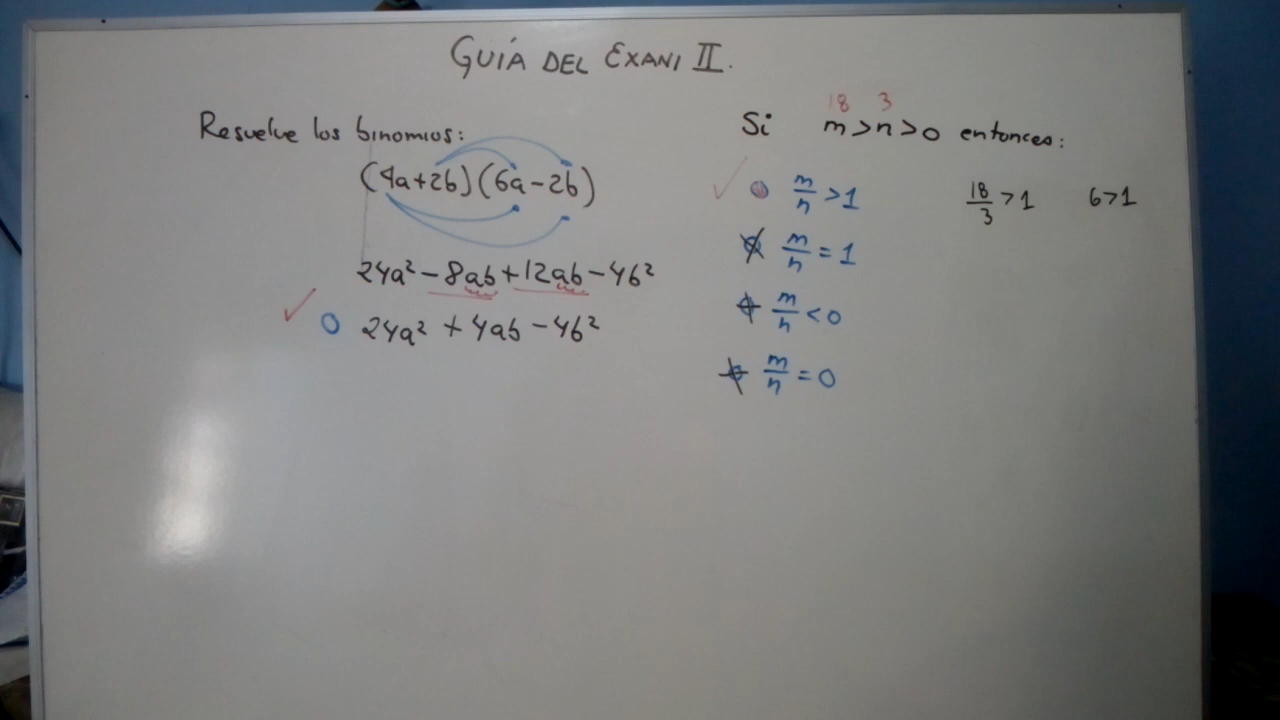 GUÍA DEL EXANI II.
Resuelve los binomios:
(4a+2b)(6a-2b)
24a² - 8ab + 12ab - 4b²
✓ O 24a² + 4ab - 4b²
18 3
Si m > n > 0 entonces:
✓ O m/n > 1 18/3 > 1 6 > 1
O m/n = 1
O m/n < 0
O m/n = 0